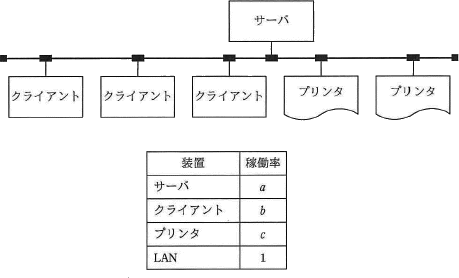 サーバ
クライアント クライアント クライアント プリンタ プリンタ
装置 稼働率
サーバ a
クライアント b
プリンタ c
LAN 1